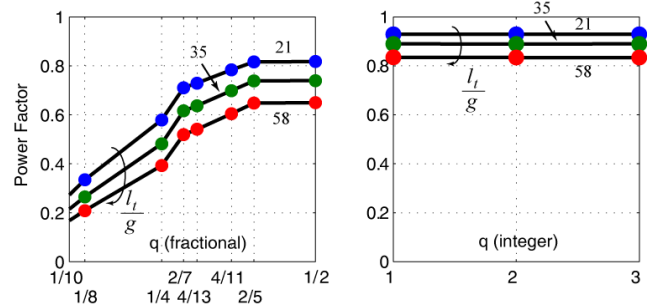 Power Factor
1
0.8
0.6
0.4
0.2
0
35
21
58
l_t
g
q (fractional)
1/10 2/7 4/11 1/2
1/8 1/4 4/13 2/5
1
0.8
0.6
0.4
0.2
0
35
21
58
l_t
g
q (integer)
1 2 3